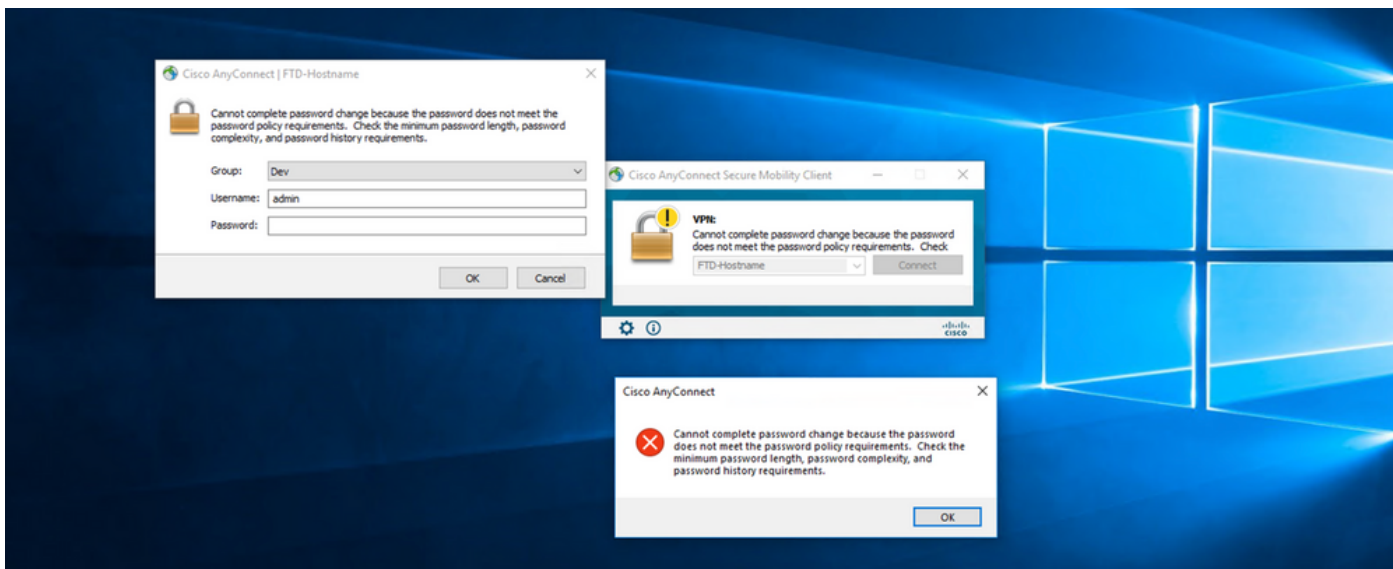 Cisco AnyConnect | FTD-Hostname
Cannot complete password change because the password does not meet the
password policy requirements. Check the minimum password length, password
complexity, and password history requirements.
Group: Dev
Username: admin
Password:
OK Cancel
Cisco AnyConnect Secure Mobility Client
VPN:
Cannot complete password change because the password
does not meet the password policy requirements. Check
FTD-Hostname Connect
CISCO
Cisco AnyConnect
Cannot complete password change because the password
does not meet the password policy requirements. Check the
minimum password length, password complexity, and
password history requirements.
OK